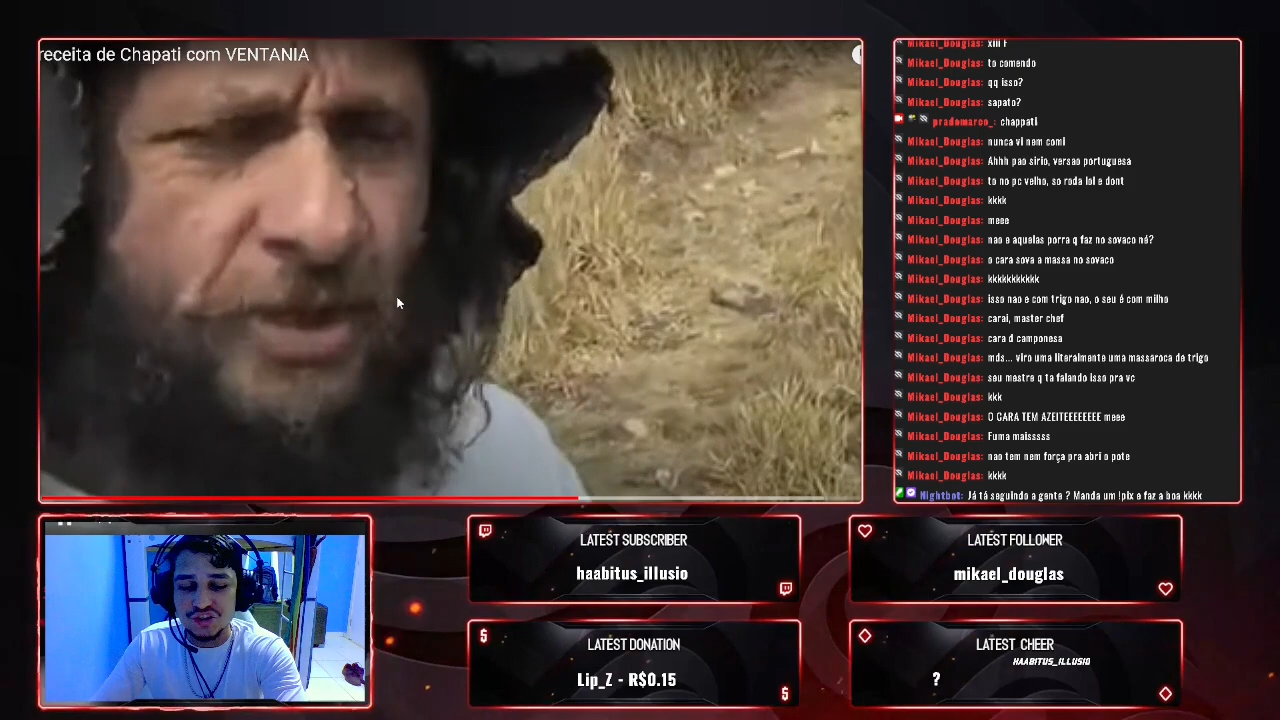 receita de Chapati com VENTANIA
Mikael_Douglas: xiii F
Mikael_Douglas: to comendo
Mikael_Douglas: qq isso?
Mikael_Douglas: sapato?
prademarco_: chappati
Mikael_Douglas: nunca vi nem comi
Mikael_Douglas: Ahhh pao sirio, versao portuguesa
Mikael_Douglas: to no pc velho, so roda lol e dont
Mikael_Douglas: kkkk
Mikael_Douglas: meee
Mikael_Douglas: nao e aquelas porra q faz no sovaco né?
Mikael_Douglas: o cara sova a massa no sovaco
Mikael_Douglas: kkkkkkkkkkk
Mikael_Douglas: isso nao e com trigo nao, o seu é com milho
Mikael_Douglas: carai, master chef
Mikael_Douglas: cara d camponesa
Mikael_Douglas: mds... viro uma literalmente uma massaroca de trigo
Mikael_Douglas: seu mestre q ta falando isso pra vc
Mikael_Douglas: kkk
Mikael_Douglas: O CARA TEM AZEITEEEEEEE meee
Mikael_Douglas: Fuma maisssss
Mikael_Douglas: nao tem nem força pra abri o pote
Mikael_Douglas: kkkk
Nightbot: Já tá seguindo a gente ? Manda um !pix e faz a boa kkkk
LATEST SUBSCRIBER
haabitus_illusio
LATEST FOLLOWER
mikael_douglas
LATEST DONATION
Lip_Z - R$0.15
LATEST CHEER
HAABITUS_ILLUSIO
?